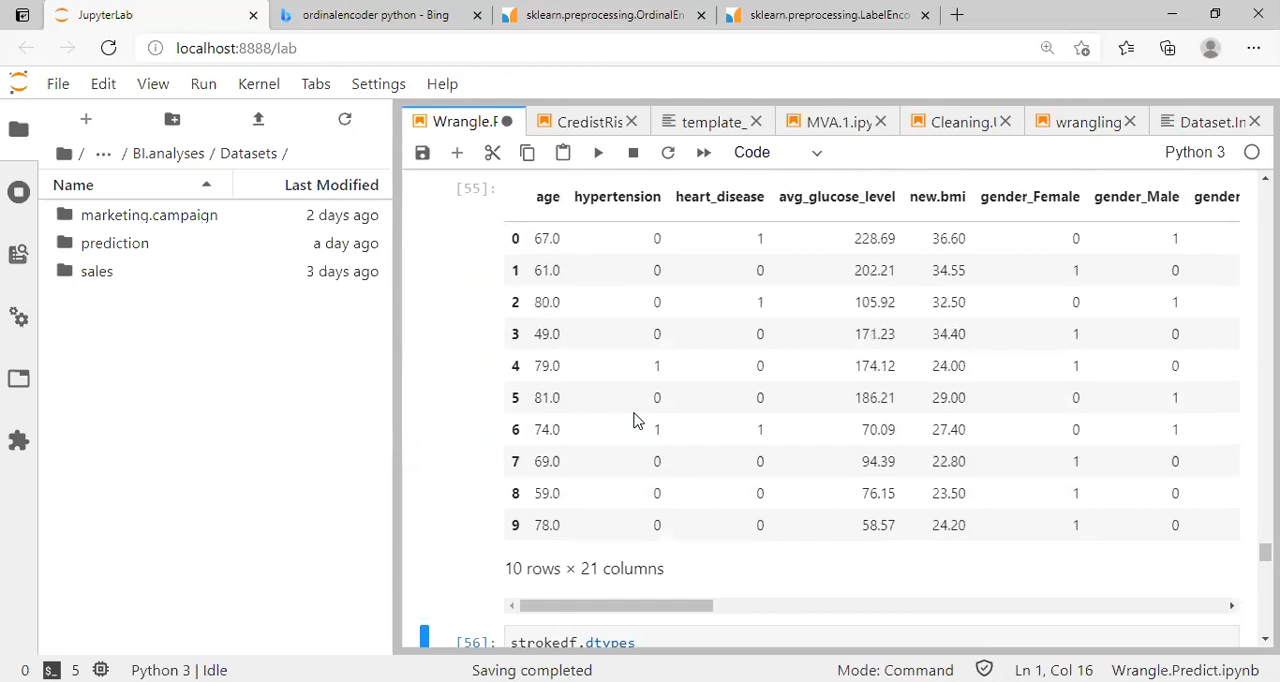 JupyterLab
ordinalencoder python - Bing
sklearn.preprocessing.OrdinalEn
sklearn.preprocessing.LabelEnco
localhost:8888/lab
File Edit View Run Kernel Tabs Settings Help
Wrangle.F CredistRis template_ MVA.1.ipy Cleaning. wrangling Dataset.In
Code
Python 3
/ ... / BI.analyses / Datasets /
Name Last Modified
marketing.campaign 2 days ago
prediction a day ago
sales 3 days ago
[55]:
age hypertension heart_disease avg_glucose_level new.bmi gender_Female gender_Male gender
0 67.0 0 1 228.69 36.60 0 1
1 61.0 0 0 202.21 34.55 1 0
2 80.0 0 1 105.92 32.50 0 1
3 49.0 0 0 171.23 34.40 1 0
4 79.0 1 0 174.12 24.00 1 0
5 81.0 0 0 186.21 29.00 0 1
6 74.0 1 1 70.09 27.40 0 1
7 69.0 0 0 94.39 22.80 1 0
8 59.0 0 0 76.15 23.50 1 0
9 78.0 0 0 58.57 24.20 1 0
10 rows × 21 columns
[56]: strokedf.dtypes
0 5 Python 3 | Idle Saving completed Mode: Command Ln 1, Col 16 Wrangle.Predict.ipynb